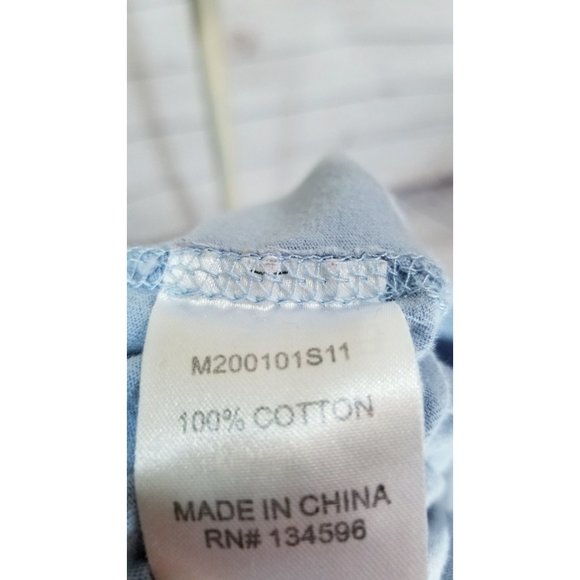 M200101S11
100% COTTON
MADE IN CHINA
RN# 134596